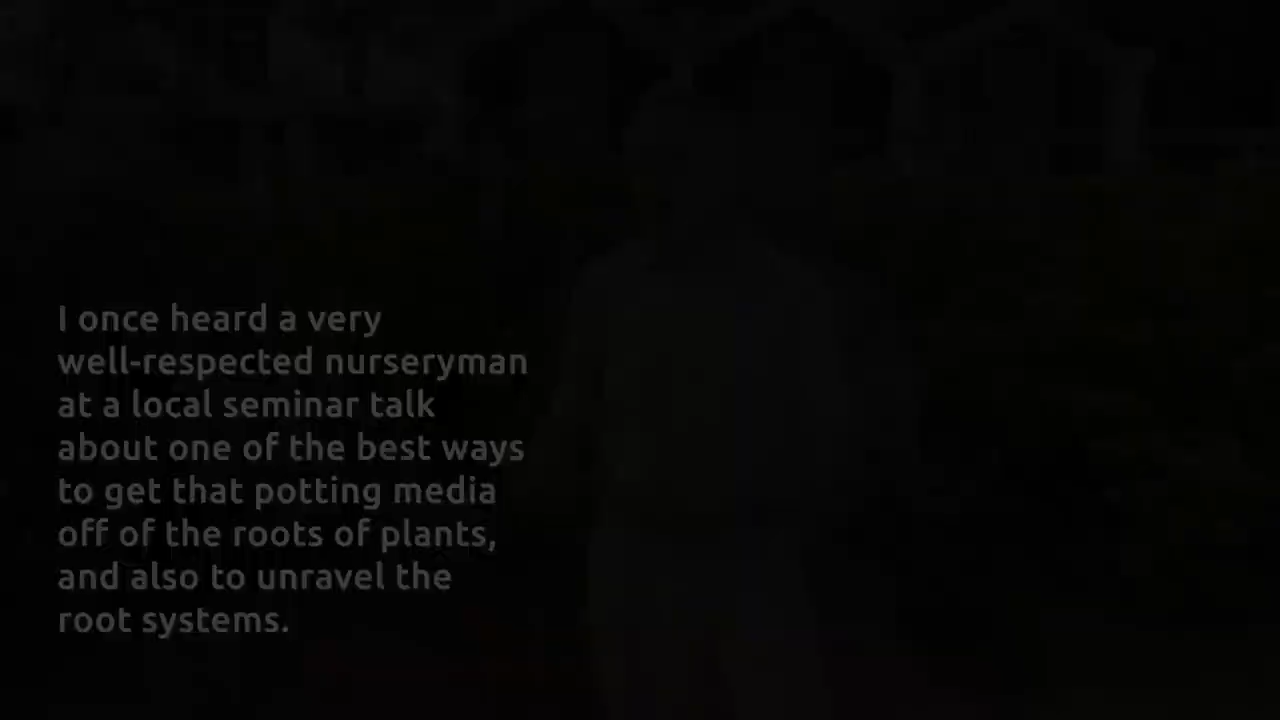 I once heard a very
well-respected nurseryman
at a local seminar talk
about one of the best ways
to get that potting media
off of the roots of plants,
and also to unravel the
root systems.